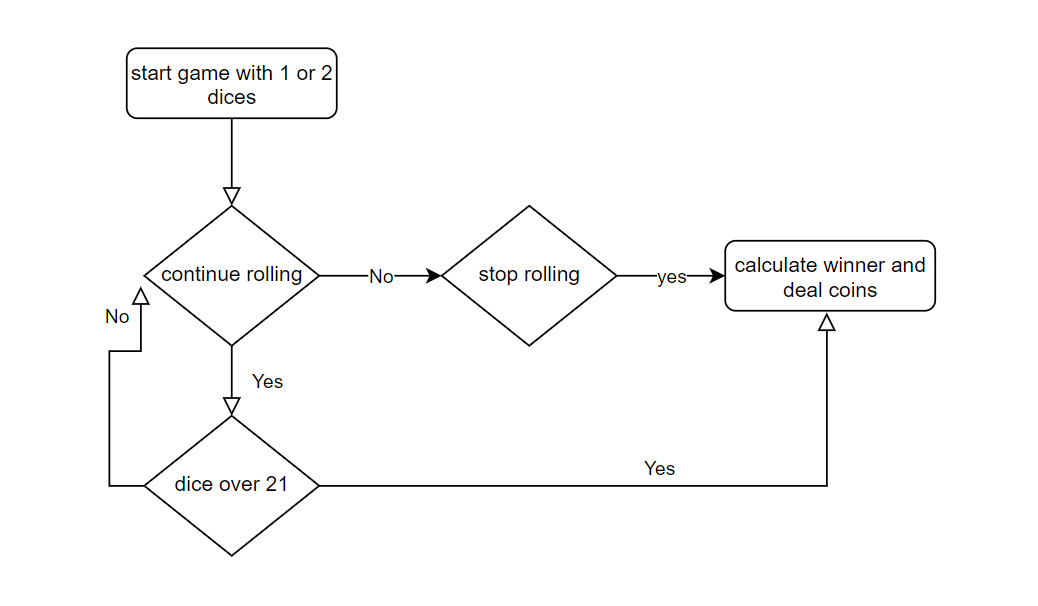 start game with 1 or 2
dices
continue rolling
No
stop rolling
yes
calculate winner and
deal coins
No
Yes
dice over 21
Yes